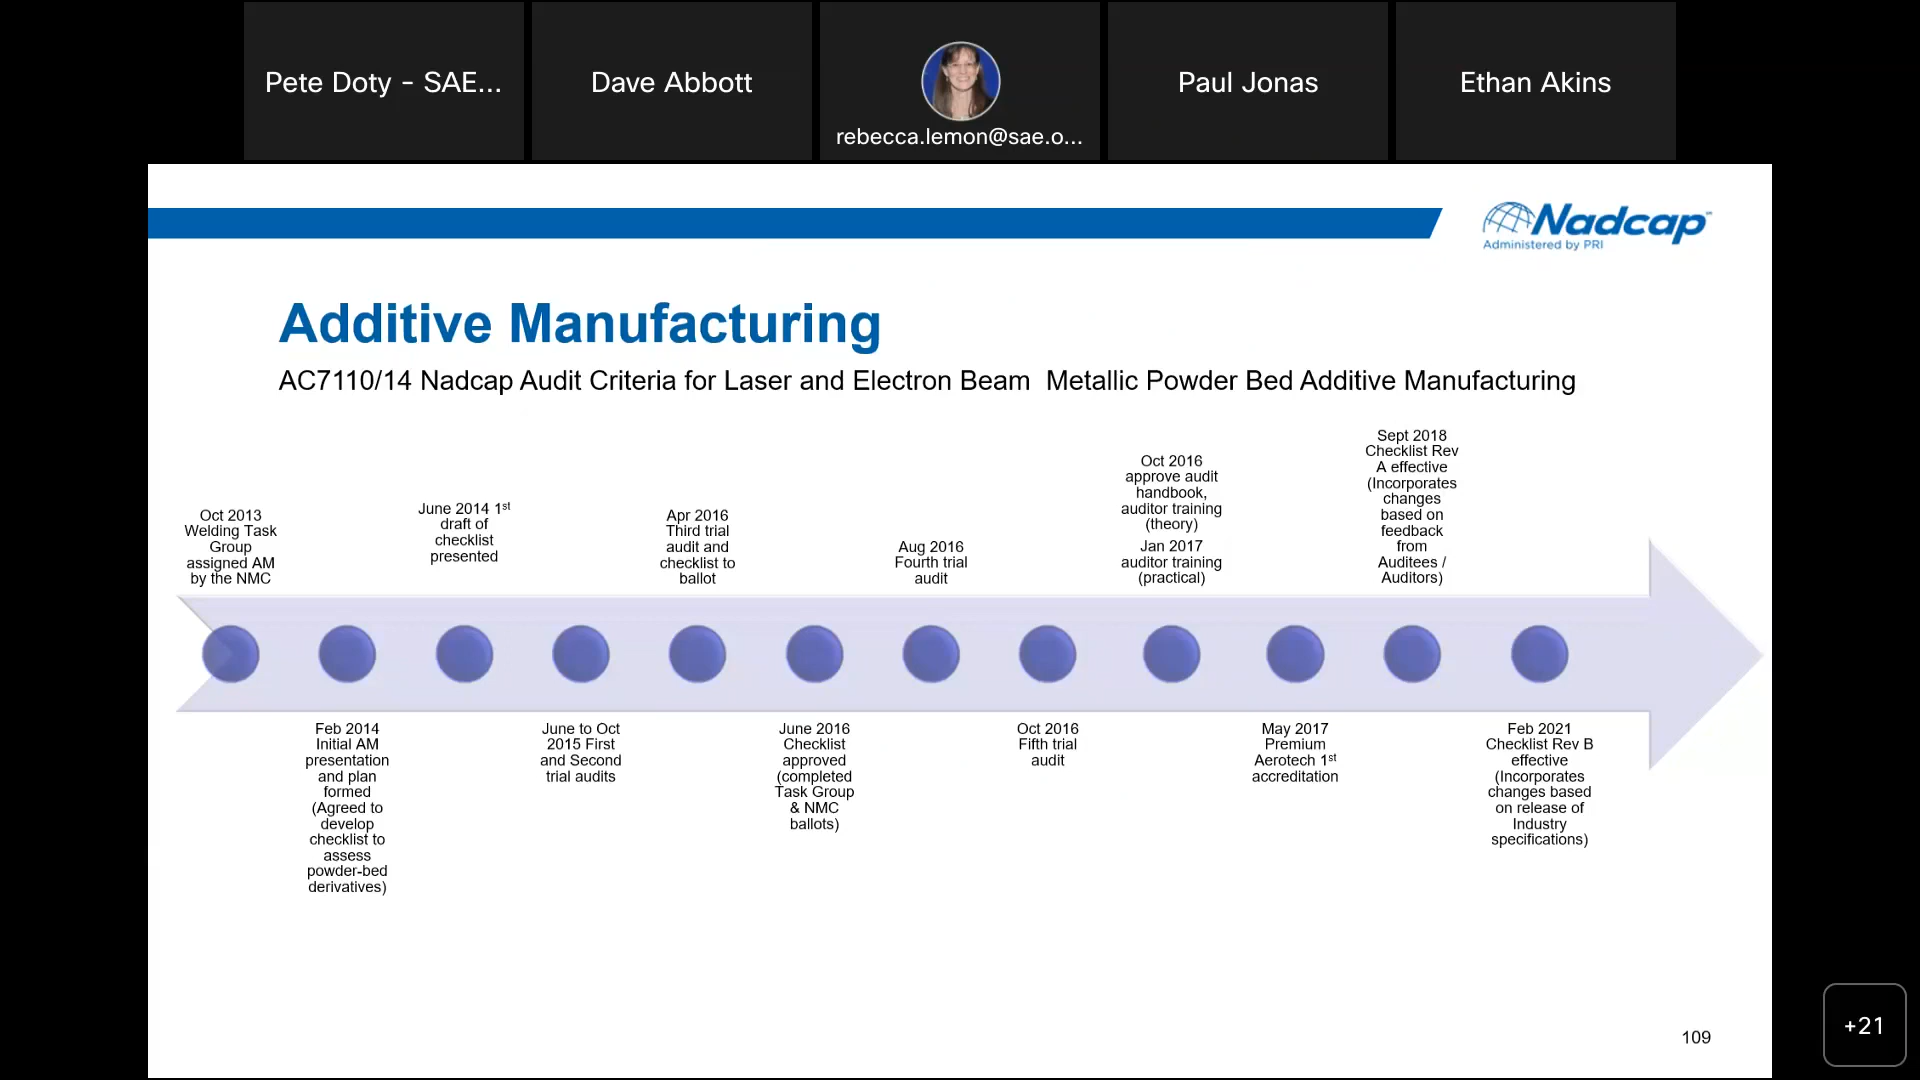 Pete Doty - SAE...
Dave Abbott
rebecca.lemon@sae.o...
Paul Jonas
Ethan Akins
Nadcap
Administered by PRI
Additive Manufacturing
AC7110/14 Nadcap Audit Criteria for Laser and Electron Beam  Metallic Powder Bed Additive Manufacturing
Oct 2013
Welding Task
Group
assigned AM
by the NMC
Feb 2014
Initial AM
presentation
and plan
formed
(Agreed to
develop
checklist to
assess
powder-bed
derivatives)
June 2014 1st
draft of
checklist
presented
June to Oct
2015 First
and Second
trial audits
Apr 2016
Third trial
audit and
checklist to
ballot
June 2016
Checklist
approved
(completed
Task Group
& NMC
ballots)
Aug 2016
Fourth trial
audit
Oct 2016
Fifth trial
audit
Oct 2016
approve audit
handbook,
auditor training
(theory)
Jan 2017
auditor training
(practical)
May 2017
Premium
Aerotech 1st
accreditation
Sept 2018
Checklist Rev
A effective
(Incorporates
changes
based on
feedback
from
Auditees /
Auditors)
Feb 2021
Checklist Rev B
effective
(Incorporates
changes based
on release of
Industry
specifications)
109
+21